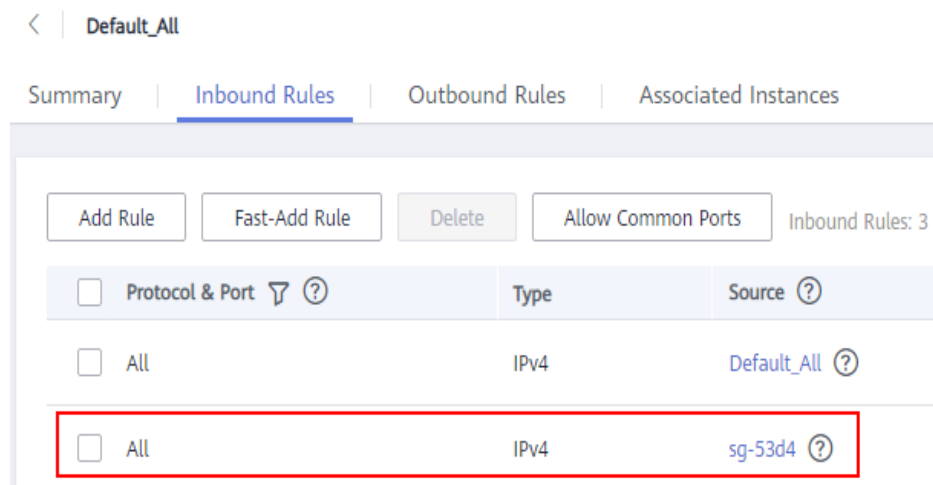 Default_All
Summary Inbound Rules Outbound Rules Associated Instances
Add Rule Fast-Add Rule Delete Allow Common Ports Inbound Rules: 3
Protocol & Port ? Type Source ?
All IPv4 Default_All ?
All IPv4 sg-53d4 ?